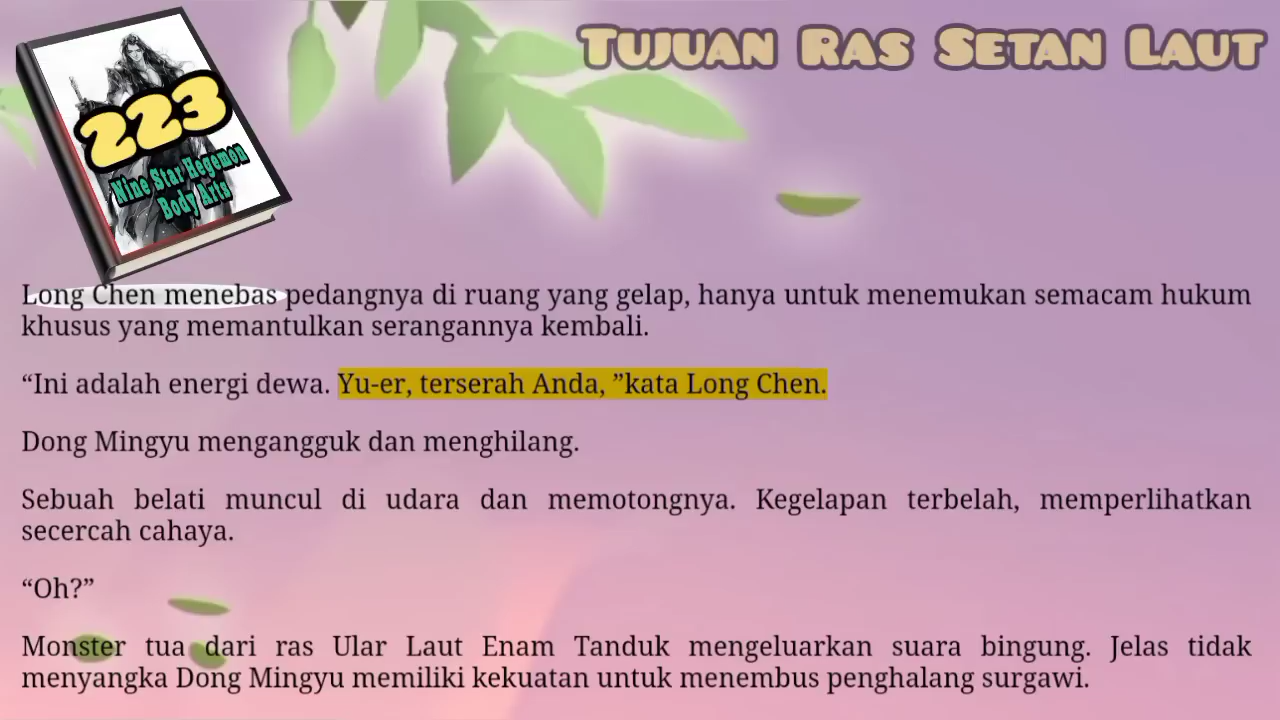 Tujuan Ras Setan Laut
223
Nine Star Hegemon
Body Arts
Long Chen menebas pedangnya di ruang yang gelap, hanya untuk menemukan semacam hukum
khusus yang memantulkan serangannya kembali.
“Ini adalah energi dewa. Yu-er, terserah Anda, ”kata Long Chen.
Dong Mingyu mengangguk dan menghilang.
Sebuah belati muncul di udara dan memotongnya. Kegelapan terbelah, memperlihatkan
secercah cahaya.
“Oh?”
Monster tua dari ras Ular Laut Enam Tanduk mengeluarkan suara bingung. Jelas tidak
menyangka Dong Mingyu memiliki kekuatan untuk menembus penghalang surgawi.